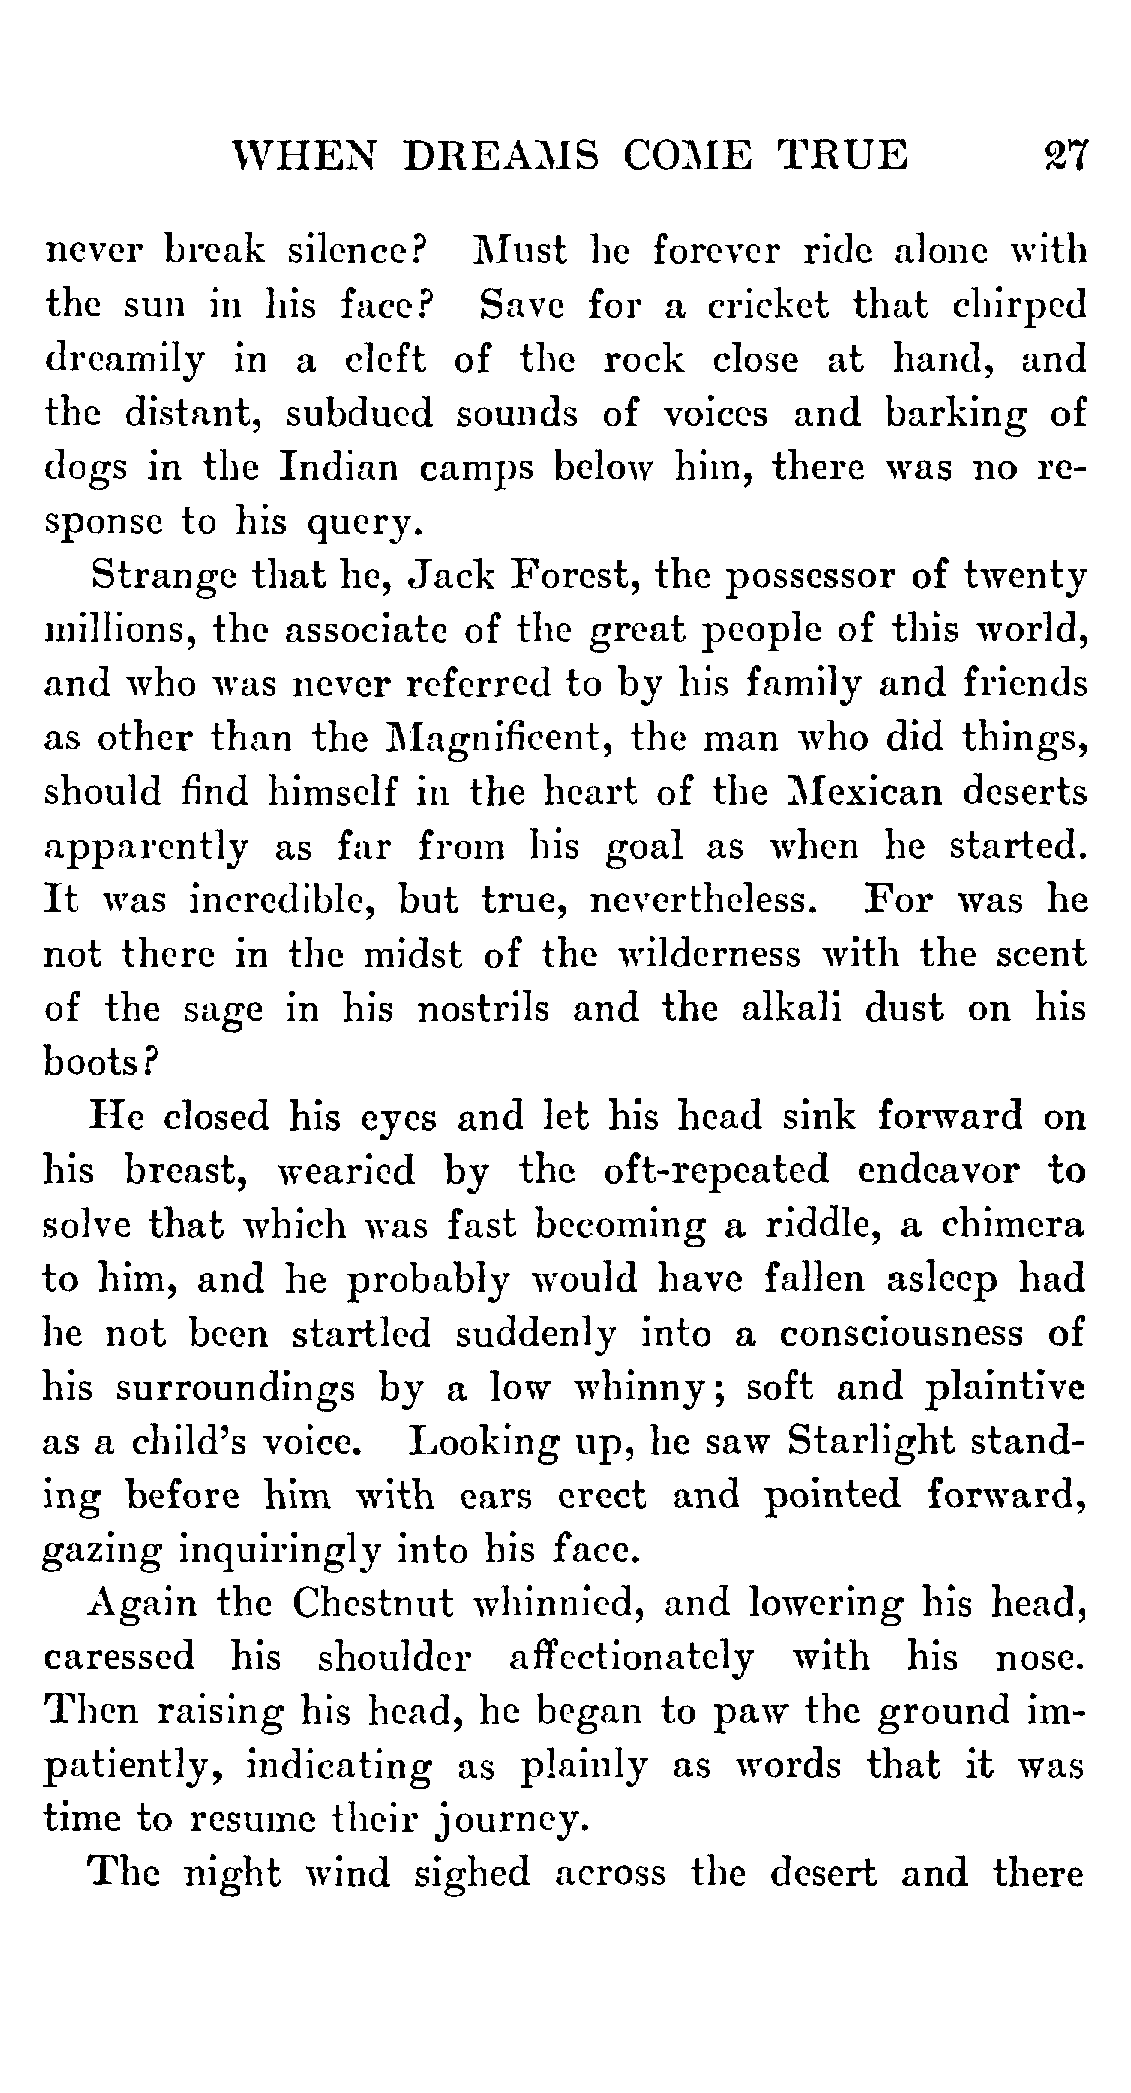 WHEN DREAMS COME TRUE 27
never break silence? Must he forever ride alone with
the sun in his face? Save for a cricket that chirped
dreamily in a cleft of the rock close at hand, and
the distant, subdued sounds of voices and barking of
dogs in the Indian camps below him, there was no re-
sponse to his query.
Strange that he, Jack Forest, the possessor of twenty
millions, the associate of the great people of this world,
and who was never referred to by his family and friends
as other than the Magnificent, the man who did things,
should find himself in the heart of the Mexican deserts
apparently as far from his goal as when he started.
It was incredible, but true, nevertheless. For was he
not there in the midst of the wilderness with the scent
of the sage in his nostrils and the alkali dust on his
boots?
He closed his eyes and let his head sink forward on
his breast, wearied by the oft-repeated endeavor to
solve that which was fast becoming a riddle, a chimera
to him, and he probably would have fallen asleep had
he not been startled suddenly into a consciousness of
his surroundings by a low whinny; soft and plaintive
as a child's voice. Looking up, he saw Starlight stand-
ing before him with ears erect and pointed forward,
gazing inquiringly into his face.
Again the Chestnut whinnied, and lowering his head,
caressed his shoulder affectionately with his nose.
Then raising his head, he began to paw the ground im-
patiently, indicating as plainly as words that it was
time to resume their journey.
The night wind sighed across the desert and there